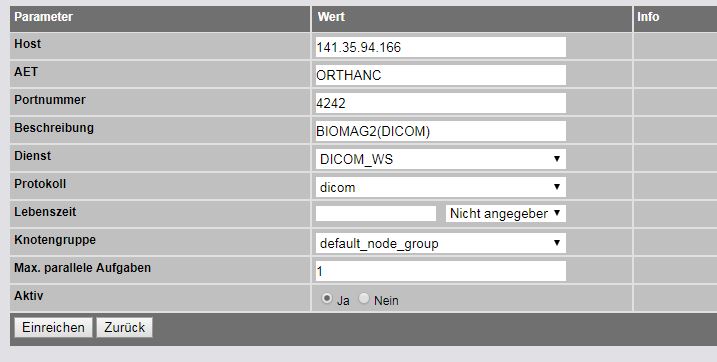 Parameter Wert Info
Host 141.35.94.166
AET ORTHANC
Portnummer 4242
Beschreibung BIOMAG2(DICOM)
Dienst DICOM_WS
Protokoll dicom
Lebenszeit Nicht angegeber
Knotengruppe default_node_group
Max. parallele Aufgaben 1
Aktiv Ja Nein
Einreichen Zurück